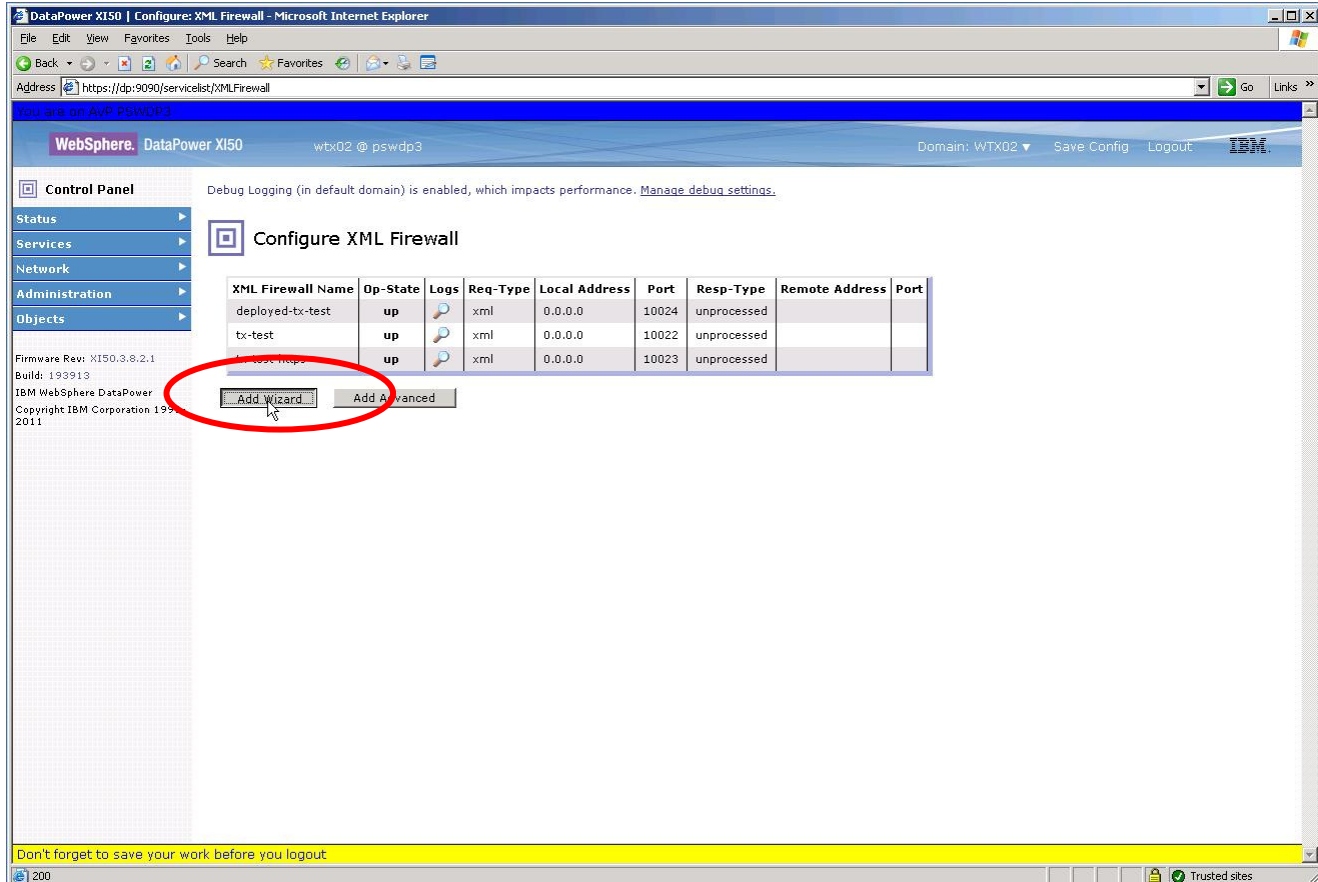 DataPower XI50 | Configure: XML Firewall - Microsoft Internet Explorer
File Edit View Favorites Tools Help
Back Search Favorites
Address https://dp:9090/servicelist/XMLFirewall Go Links »
You are on AVP PSWDP3
WebSphere. DataPower XI50 wtx02 @ pswdp3 Domain: WTX02 Save Config Logout IBM.
Control Panel
Status
Services
Network
Administration
Objects
Firmware Rev: XI50.3.8.2.1
Build: 193913
IBM WebSphere DataPower
Copyright IBM Corporation
2011
Debug Logging (in default domain) is enabled, which impacts performance. Manage debug settings.
Configure XML Firewall
XML Firewall Name Op-State Logs Req-Type Local Address Port Resp-Type Remote Address Port
deployed-tx-test up xml 0.0.0.0 10024 unprocessed
tx-test up xml 0.0.0.0 10022 unprocessed
up xml 0.0.0.0 10023 unprocessed
Add Wizard Add Advanced
Don't forget to save your work before you logout
200 Trusted sites